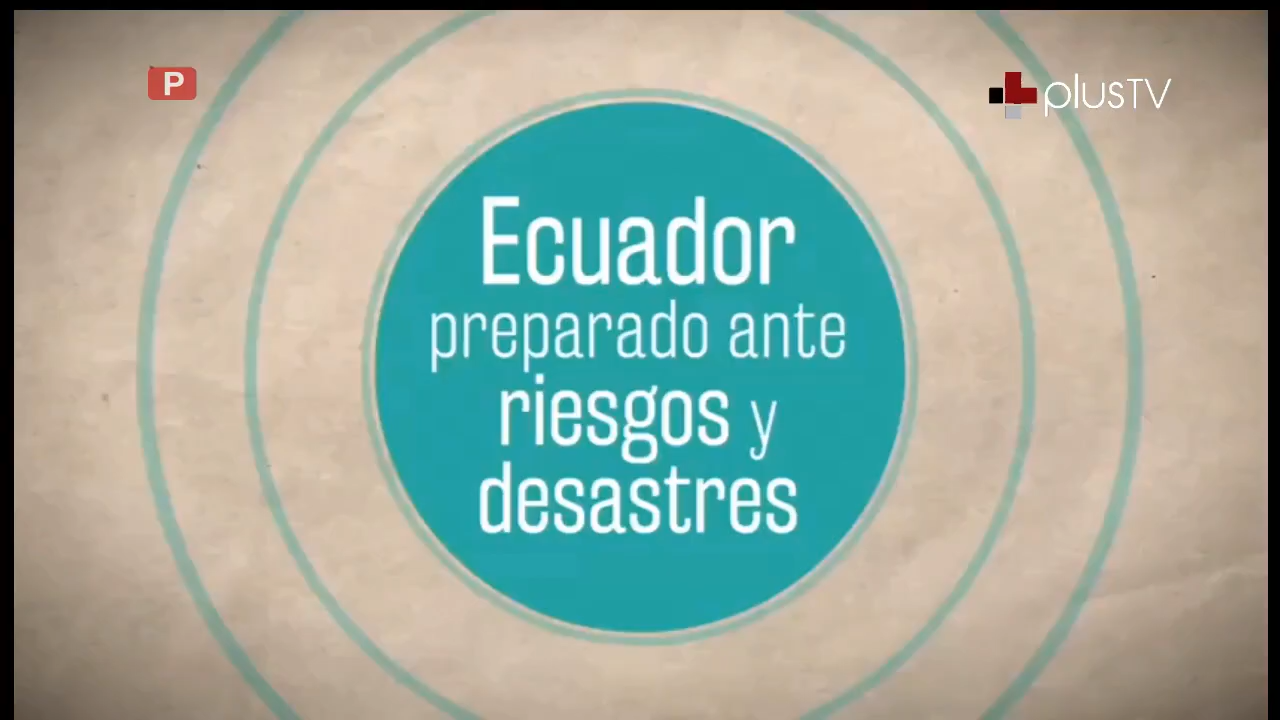 P
plusTV
Ecuador
preparado ante
riesgos y
desastres